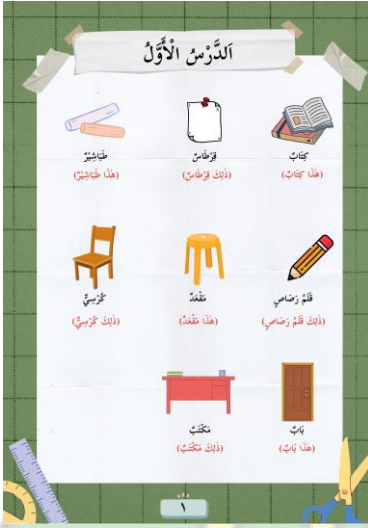 اَلدَّرْسُ الْأَوَّلُ
كِتَابٌ
(هٰذَا كِتَابٌ)
قِرْطَاسٌ
(ذٰلِكَ قِرْطَاسٌ)
طَبَاشِيْرٌ
(هٰذَا طَبَاشِيْرٌ)
قَلَمُ رَصَاصٍ
(ذٰلِكَ قَلَمُ رَصَاصٍ)
مَقْعَدٌ
(هٰذَا مَقْعَدٌ)
كُرْسِيٌّ
(ذٰلِكَ كُرْسِيٌّ)
بَابٌ
(هٰذَا بَابٌ)
مَكْتَبٌ
(ذٰلِكَ مَكْتَبٌ)
١